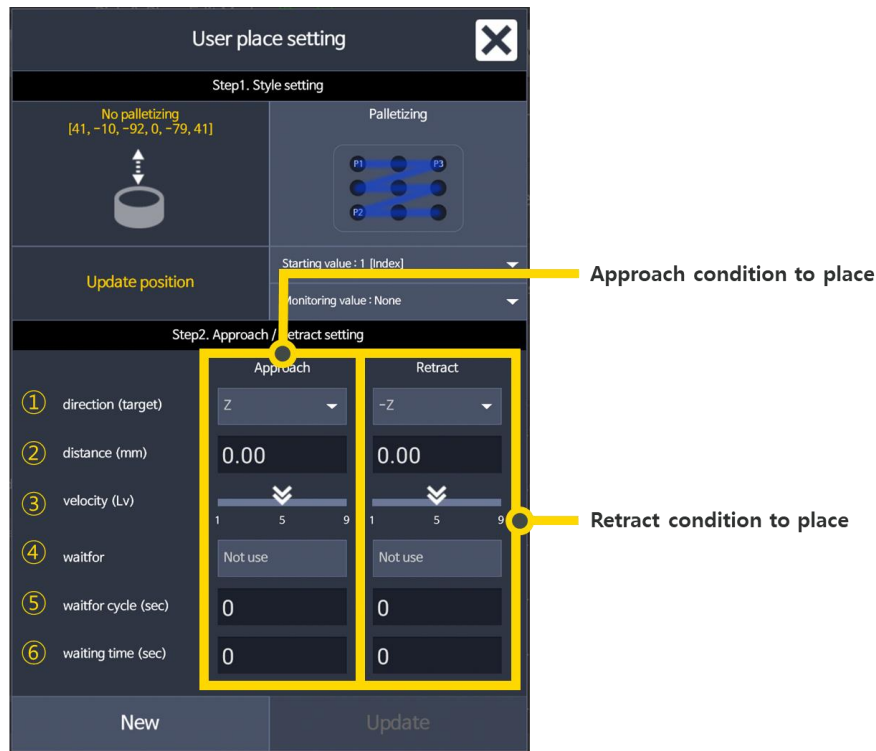 User place setting
Step1. Style setting
No palletizing
[41, -10, -92, 0, -79, 41]
Palletizing
P1
P3
P2
Update position
Starting value : 1 [Index]
Monitoring value : None
Approach condition to place
Step2. Approach / Retract setting
Approach
Retract
① direction (target) Z -Z
② distance (mm) 0.00 0.00
③ velocity (Lv)
1 5 9 1 5 9
Retract condition to place
④ waitfor Not use Not use
⑤ waitfor cycle (sec) 0 0
⑥ waiting time (sec) 0 0
New
Update